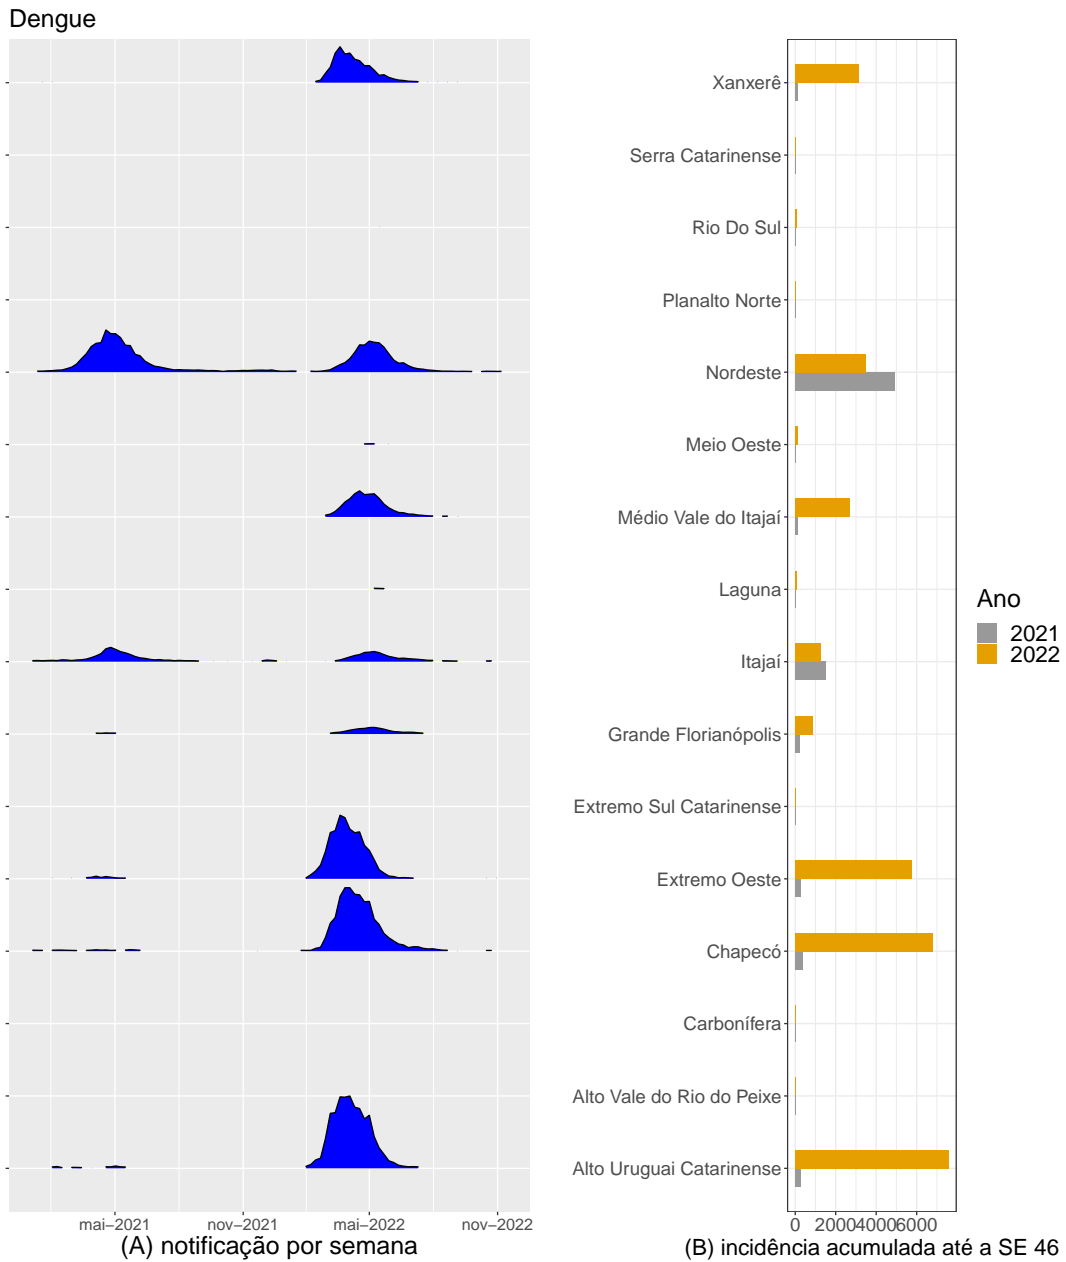 Dengue
Xanxerê
Serra Catarinense
Rio Do Sul
Planalto Norte
Nordeste
Meio Oeste
Médio Vale do Itajaí
Laguna
Itajaí
Grande Florianópolis
Extremo Sul Catarinense
Extremo Oeste
Chapecó
Carbonífera
Alto Vale do Rio do Peixe
Alto Uruguai Catarinense
Ano
2021
2022
mai–2021 nov–2021 mai–2022 nov–2022
0 2000 4000 6000
(A) notificação por semana
(B) incidência acumulada até a SE 46